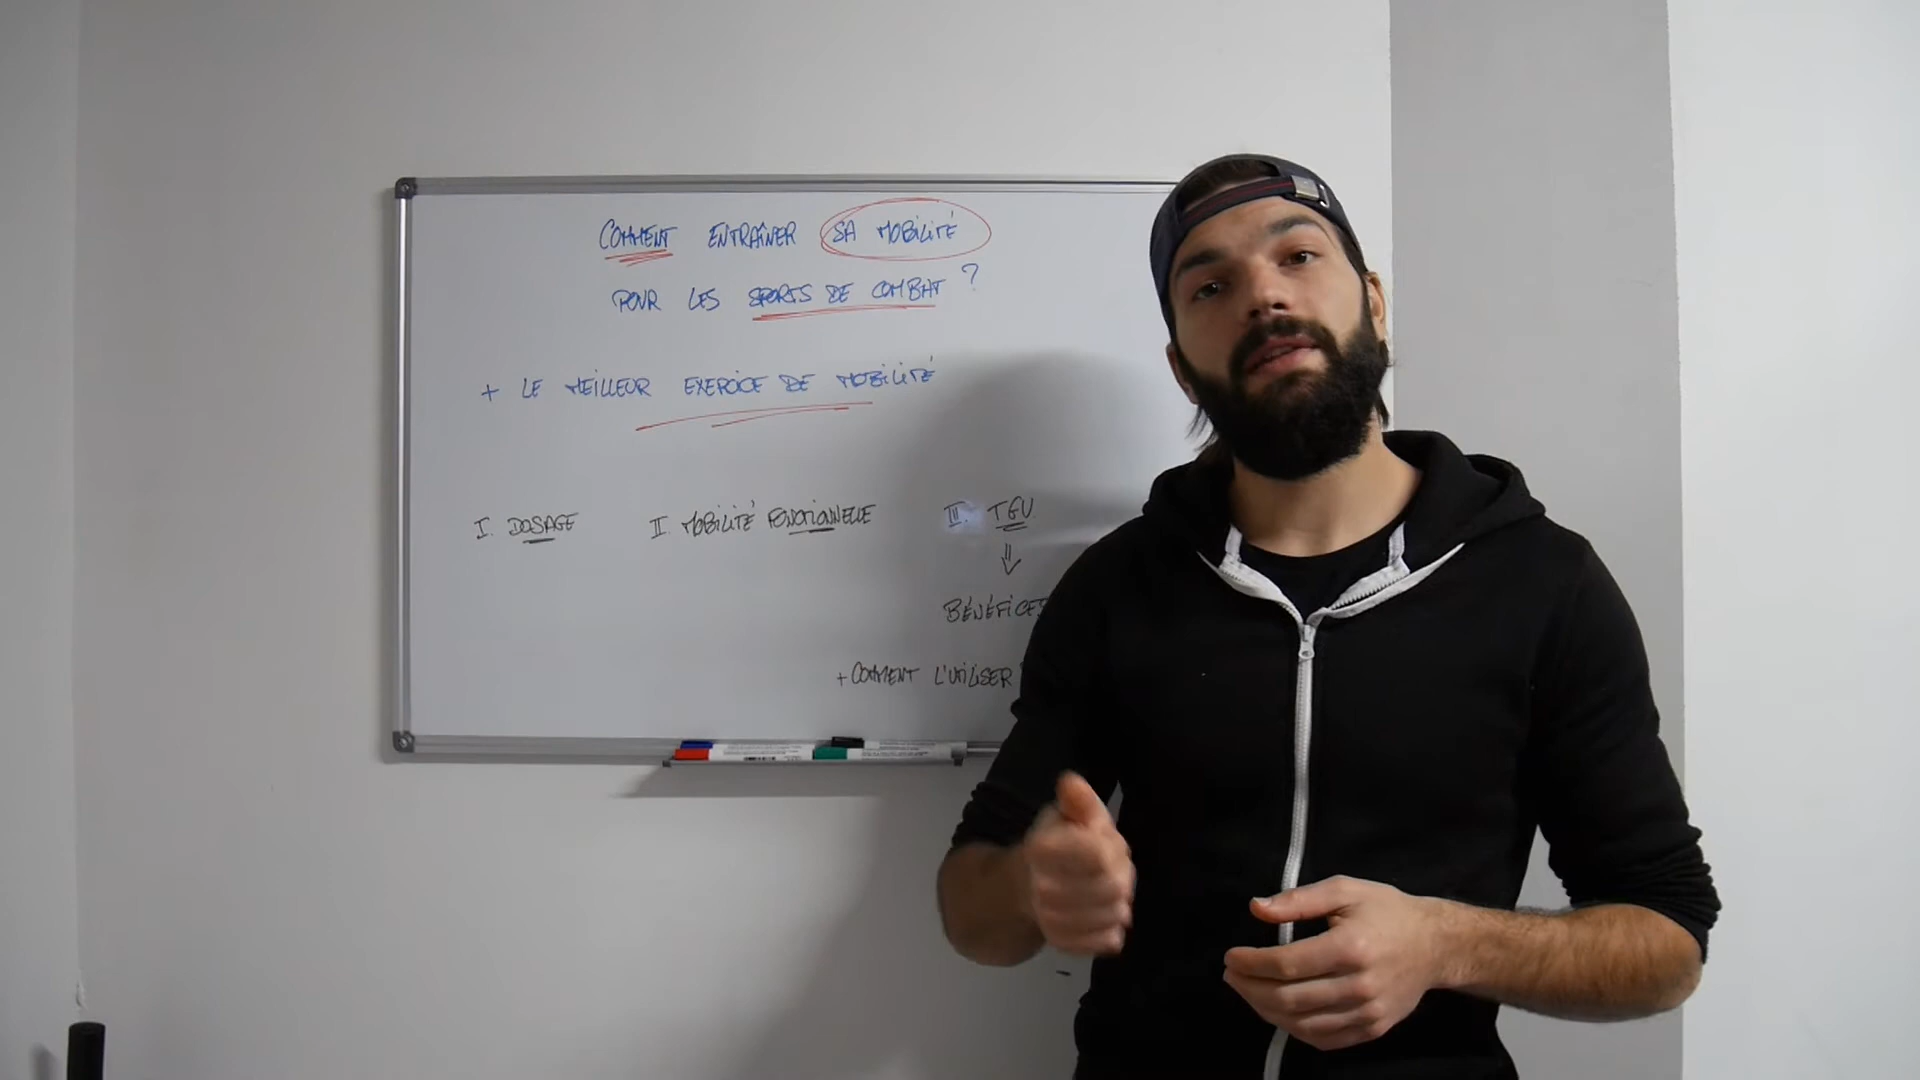 COMMENT ENTRAÎNER SA MOBILITÉ
POUR LES SPORTS DE COMBAT ?
+ LE MEILLEUR EXERCICE DE MOBILITÉ
I. DOSAGE
II MOBILITÉ FONCTIONNELLE
III. TGU
⇓
BÉNÉFICES
+ COMMENT L'UTILISER